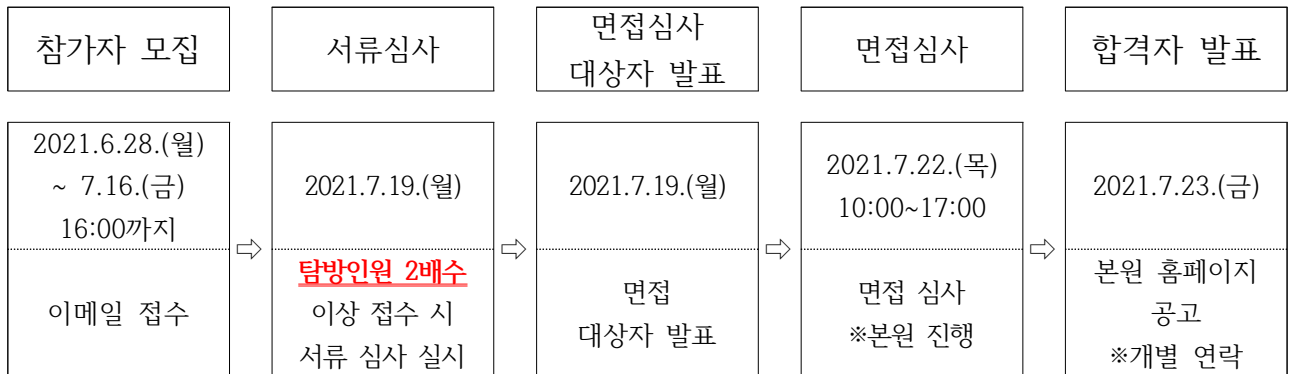 참가자 모집
서류심사
면접심사
대상자 발표
면접심사
합격자 발표
2021.6.28.(월)
~ 7.16.(금)
16:00까지
이메일 접수
⇨
2021.7.19.(월)
탐방인원 2배수
이상 접수 시
서류 심사 실시
⇨
2021.7.19.(월)
면접
대상자 발표
⇨
2021.7.22.(목)
10:00~17:00
면접 심사
※본원 진행
⇨
2021.7.23.(금)
본원 홈페이지
공고
※개별 연락